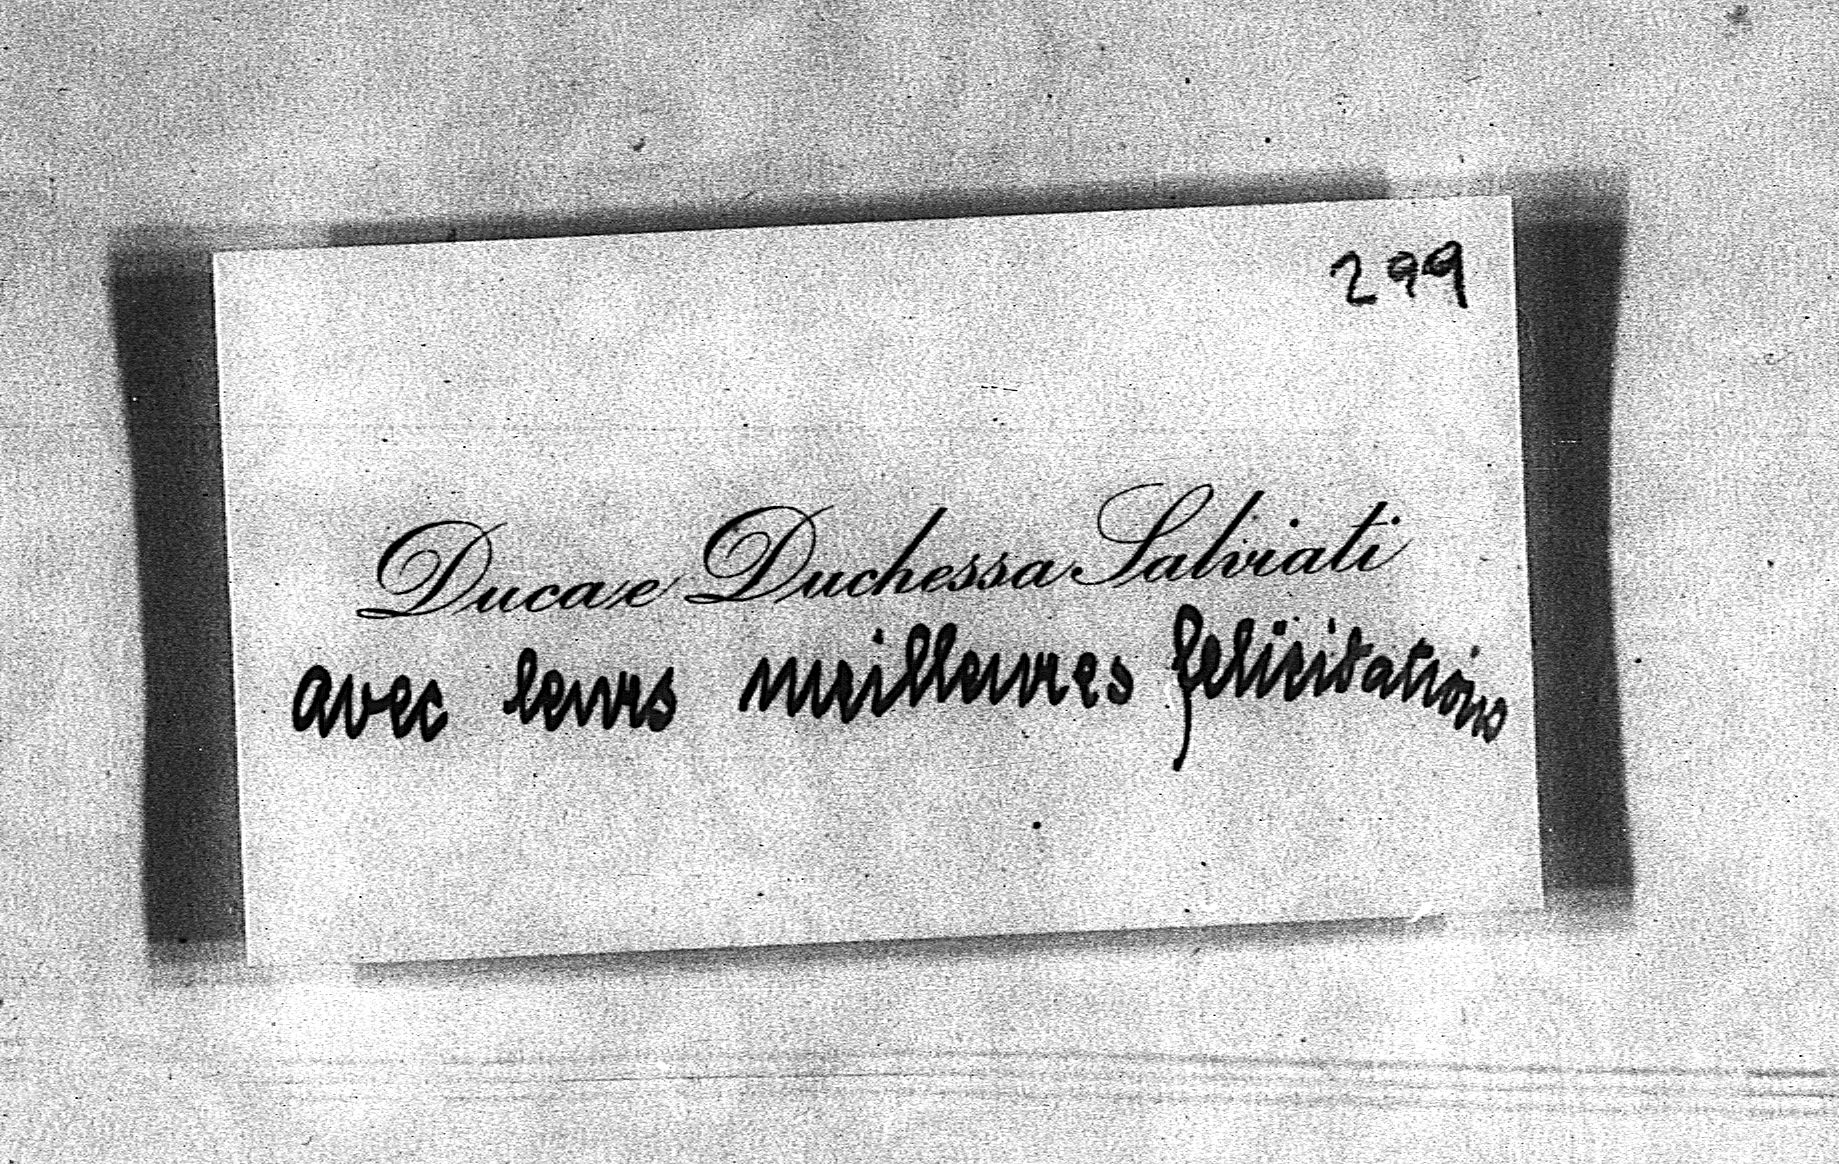 299
Duca e Duchessa Salviati
avec leurs meilleures felicitations